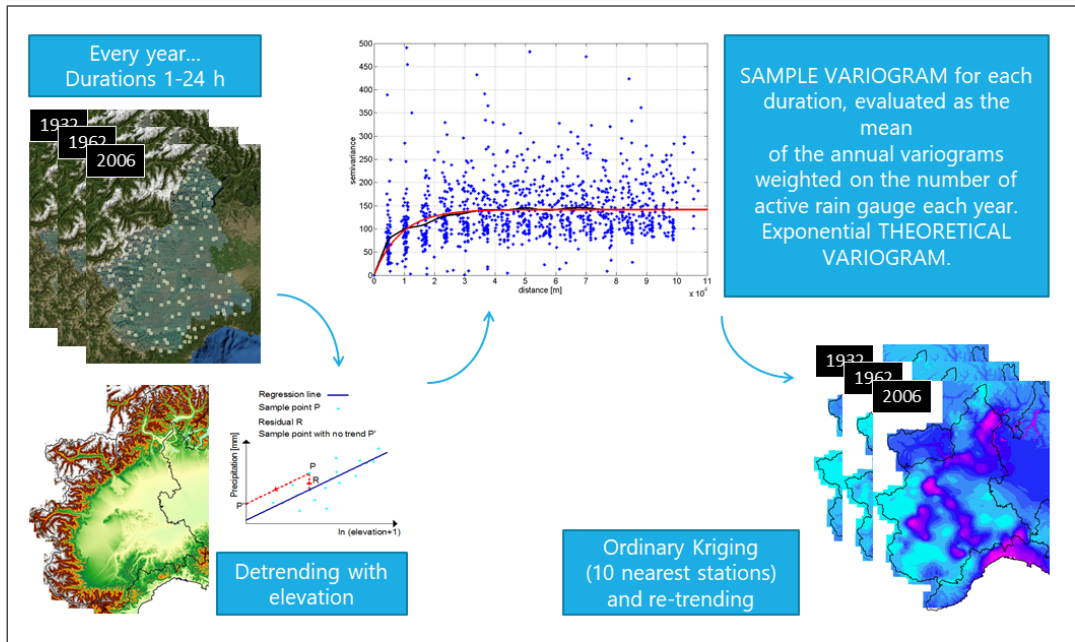 Every year...
Durations 1-24 h
1932
1962
2006
500
450
400
350
300
250
200
150
100
50
0
semivariance
0
1
2
3
4
5
6
7
8
9
10
11
distance [m]
x 10⁴
SAMPLE VARIOGRAM for each
duration, evaluated as the
mean
of the annual variograms
weighted on the number of
active rain gauge each year.
Exponential THEORETICAL
VARIOGRAM.
Regression line
Sample point P
Residual R
Sample point with no trend P'
Precipitation [mm]
P
R
P'
ln (elevation+1)
Detrending with
elevation
Ordinary Kriging
(10 nearest stations)
and re-trending
1932
1962
2006